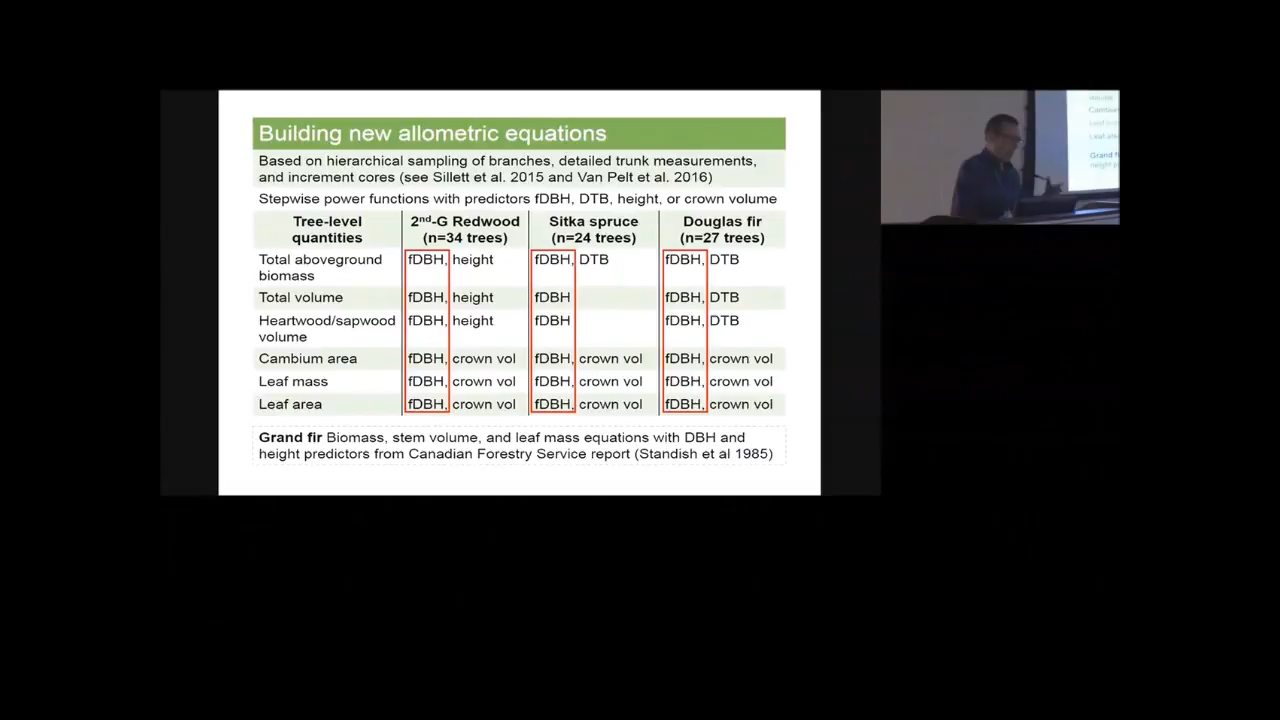 Building new allometric equations
Based on hierarchical sampling of branches, detailed trunk measurements,
and increment cores (see Sillett et al. 2015 and Van Pelt et al. 2016)
Stepwise power functions with predictors fDBH, DTB, height, or crown volume
Tree-level quantities 2nd-G Redwood (n=34 trees) Sitka spruce (n=24 trees) Douglas fir (n=27 trees)
Total aboveground biomass fDBH, height fDBH, DTB fDBH, DTB
Total volume fDBH, height fDBH fDBH, DTB
Heartwood/sapwood volume fDBH, height fDBH fDBH, DTB
Cambium area fDBH, crown vol fDBH, crown vol fDBH, crown vol
Leaf mass fDBH, crown vol fDBH, crown vol fDBH, crown vol
Leaf area fDBH, crown vol fDBH, crown vol fDBH, crown vol
Grand fir Biomass, stem volume, and leaf mass equations with DBH and
height predictors from Canadian Forestry Service report (Standish et al 1985)
Grand fir